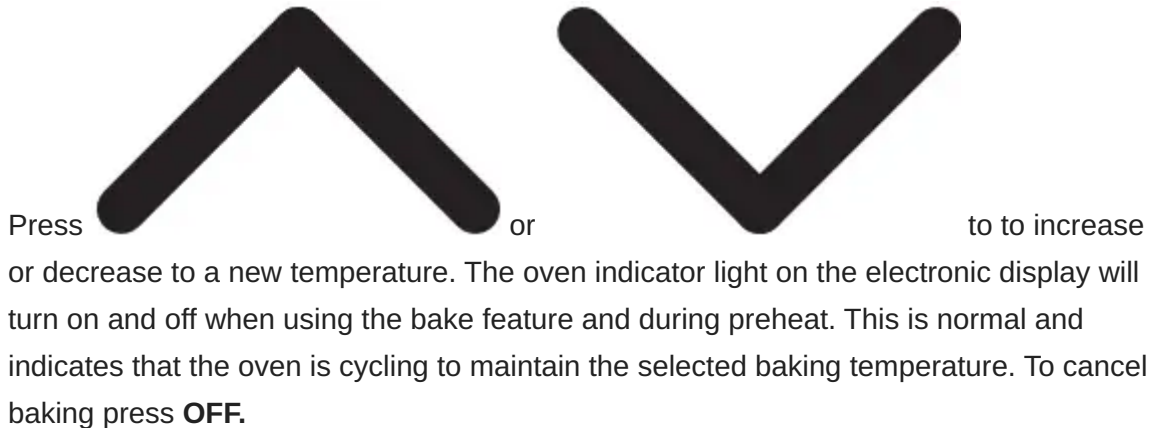 Press or to to increase
or decrease to a new temperature. The oven indicator light on the electronic display will
turn on and off when using the bake feature and during preheat. This is normal and
indicates that the oven is cycling to maintain the selected baking temperature. To cancel
baking press OFF.